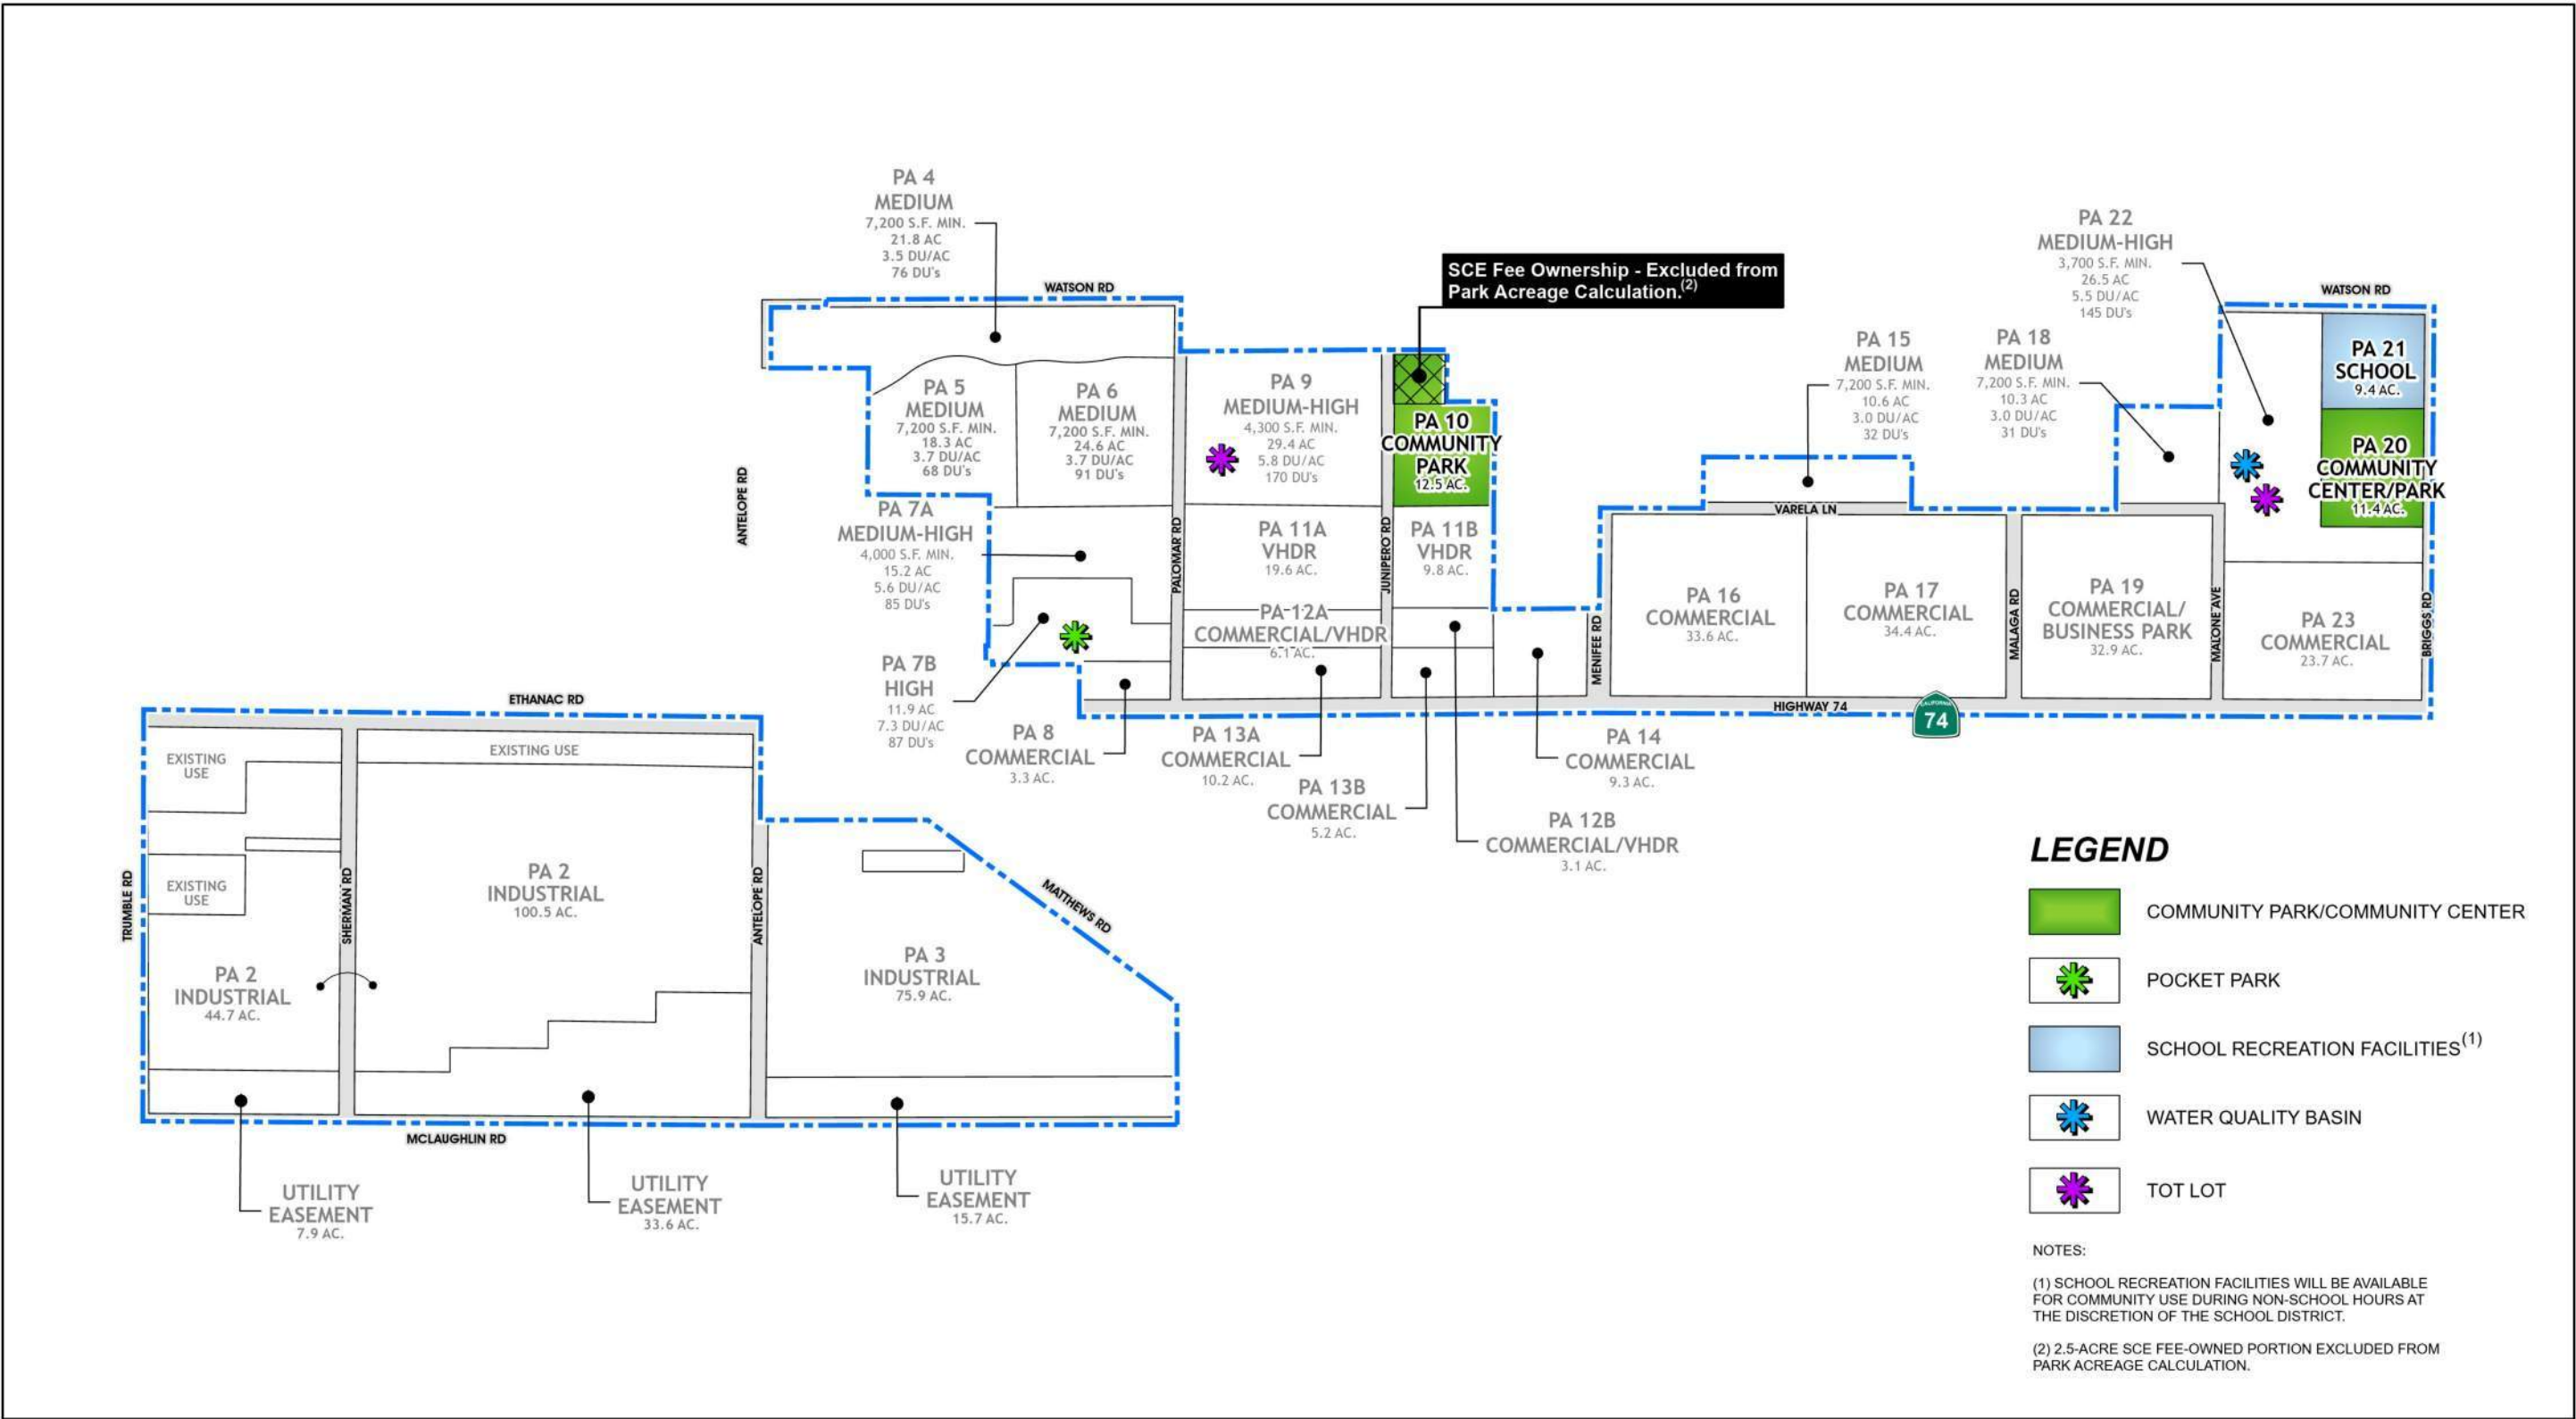 PA 4
MEDIUM
7,200 S.F. MIN.
21.8 AC
3.5 DU/AC
76 DU's
WATSON RD
SCE Fee Ownership - Excluded from
Park Acreage Calculation.(2)
PA 22
MEDIUM-HIGH
3,700 S.F. MIN.
26.5 AC
5.5 DU/AC
145 DU's
WATSON RD
PA 15
MEDIUM
7,200 S.F. MIN.
10.6 AC
3.0 DU/AC
32 DU's
PA 18
MEDIUM
7,200 S.F. MIN.
10.3 AC
3.0 DU/AC
31 DU's
PA 21
SCHOOL
9.4 AC.
PA 5
MEDIUM
7,200 S.F. MIN.
18.3 AC
3.7 DU/AC
68 DU's
PA 6
MEDIUM
7,200 S.F. MIN.
24.6 AC
3.7 DU/AC
91 DU's
PA 9
MEDIUM-HIGH
4,300 S.F. MIN.
29.4 AC
5.8 DU/AC
170 DU's
PA 10
COMMUNITY
PARK
12.5 AC.
PA 20
COMMUNITY
CENTER/PARK
11.4 AC.
ANTELOPE RD
PA 7A
MEDIUM-HIGH
4,000 S.F. MIN.
15.2 AC
5.6 DU/AC
85 DU's
PALOMAR RD
PA 11A
VHDR
19.6 AC.
JUNIPERO RD
PA 11B
VHDR
9.8 AC.
VARELA LN
PA 12A
COMMERCIAL/VHDR
6.1 AC.
MENIFEE RD
PA 16
COMMERCIAL
33.6 AC.
PA 17
COMMERCIAL
34.4 AC.
MALAGA RD
PA 19
COMMERCIAL/
BUSINESS PARK
32.9 AC.
MALONE AVE
PA 23
COMMERCIAL
23.7 AC.
BRIGGS RD
PA 7B
HIGH
11.9 AC
7.3 DU/AC
87 DU's
HIGHWAY 74
CALIFORNIA
74
PA 8
COMMERCIAL
3.3 AC.
PA 13A
COMMERCIAL
10.2 AC.
PA 13B
COMMERCIAL
5.2 AC.
PA 14
COMMERCIAL
9.3 AC.
PA 12B
COMMERCIAL/VHDR
3.1 AC.
ETHANAC RD
EXISTING
USE
EXISTING USE
EXISTING
USE
TRUMBLE RD
SHERMAN RD
PA 2
INDUSTRIAL
100.5 AC.
ANTELOPE RD
MATTHEWS RD
PA 2
INDUSTRIAL
44.7 AC.
PA 3
INDUSTRIAL
75.9 AC.
MCLAUGHLIN RD
UTILITY
EASEMENT
7.9 AC.
UTILITY
EASEMENT
33.6 AC.
UTILITY
EASEMENT
15.7 AC.
LEGEND
COMMUNITY PARK/COMMUNITY CENTER
POCKET PARK
SCHOOL RECREATION FACILITIES(1)
WATER QUALITY BASIN
TOT LOT
NOTES:
(1) SCHOOL RECREATION FACILITIES WILL BE AVAILABLE
FOR COMMUNITY USE DURING NON-SCHOOL HOURS AT
THE DISCRETION OF THE SCHOOL DISTRICT.
(2) 2.5-ACRE SCE FEE-OWNED PORTION EXCLUDED FROM
PARK ACREAGE CALCULATION.